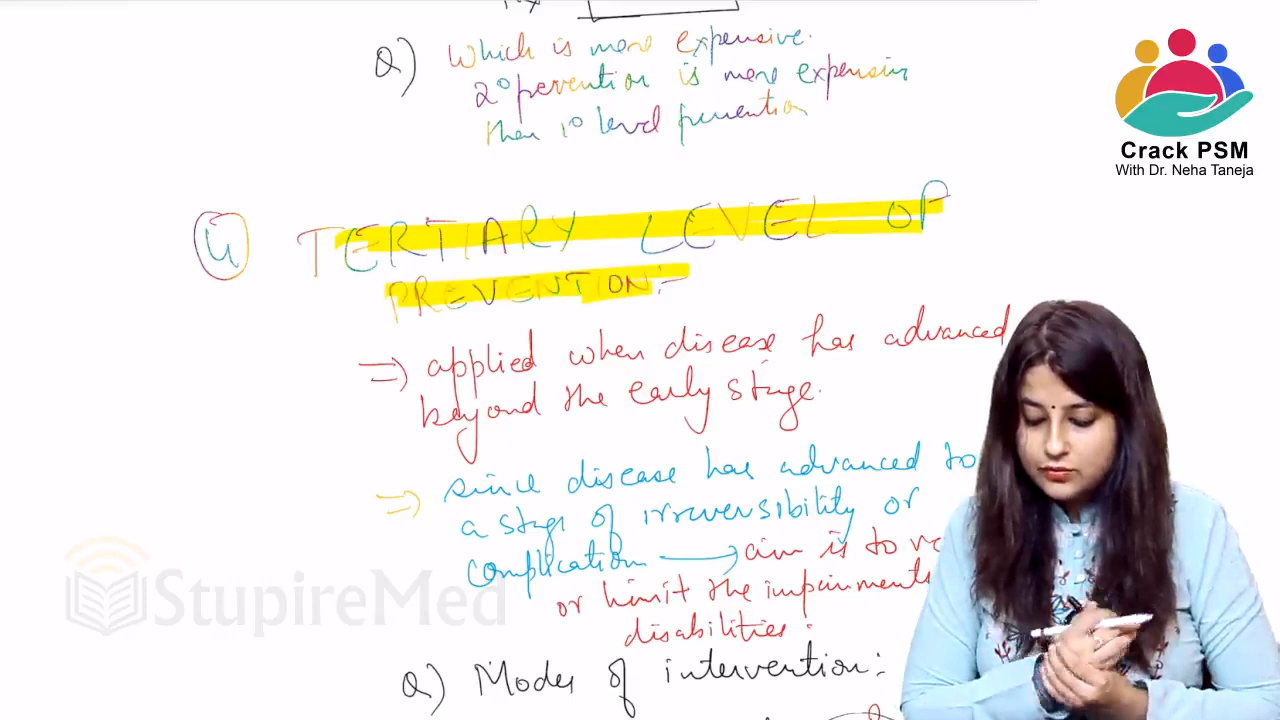 Q) Which is more expensive.
2° prevention is more expensive
than 1° level prevention
Crack PSM
With Dr. Neha Taneja
4 TERTIARY LEVEL OF
PREVENTION:-
=> applied when disease has advanced
beyond the early stage.
=> since disease has advanced to
a stage of irreversibility or
complication → aim is to
or limit the impairments
disabilities.
StupireMed
Q) Modes of intervention: